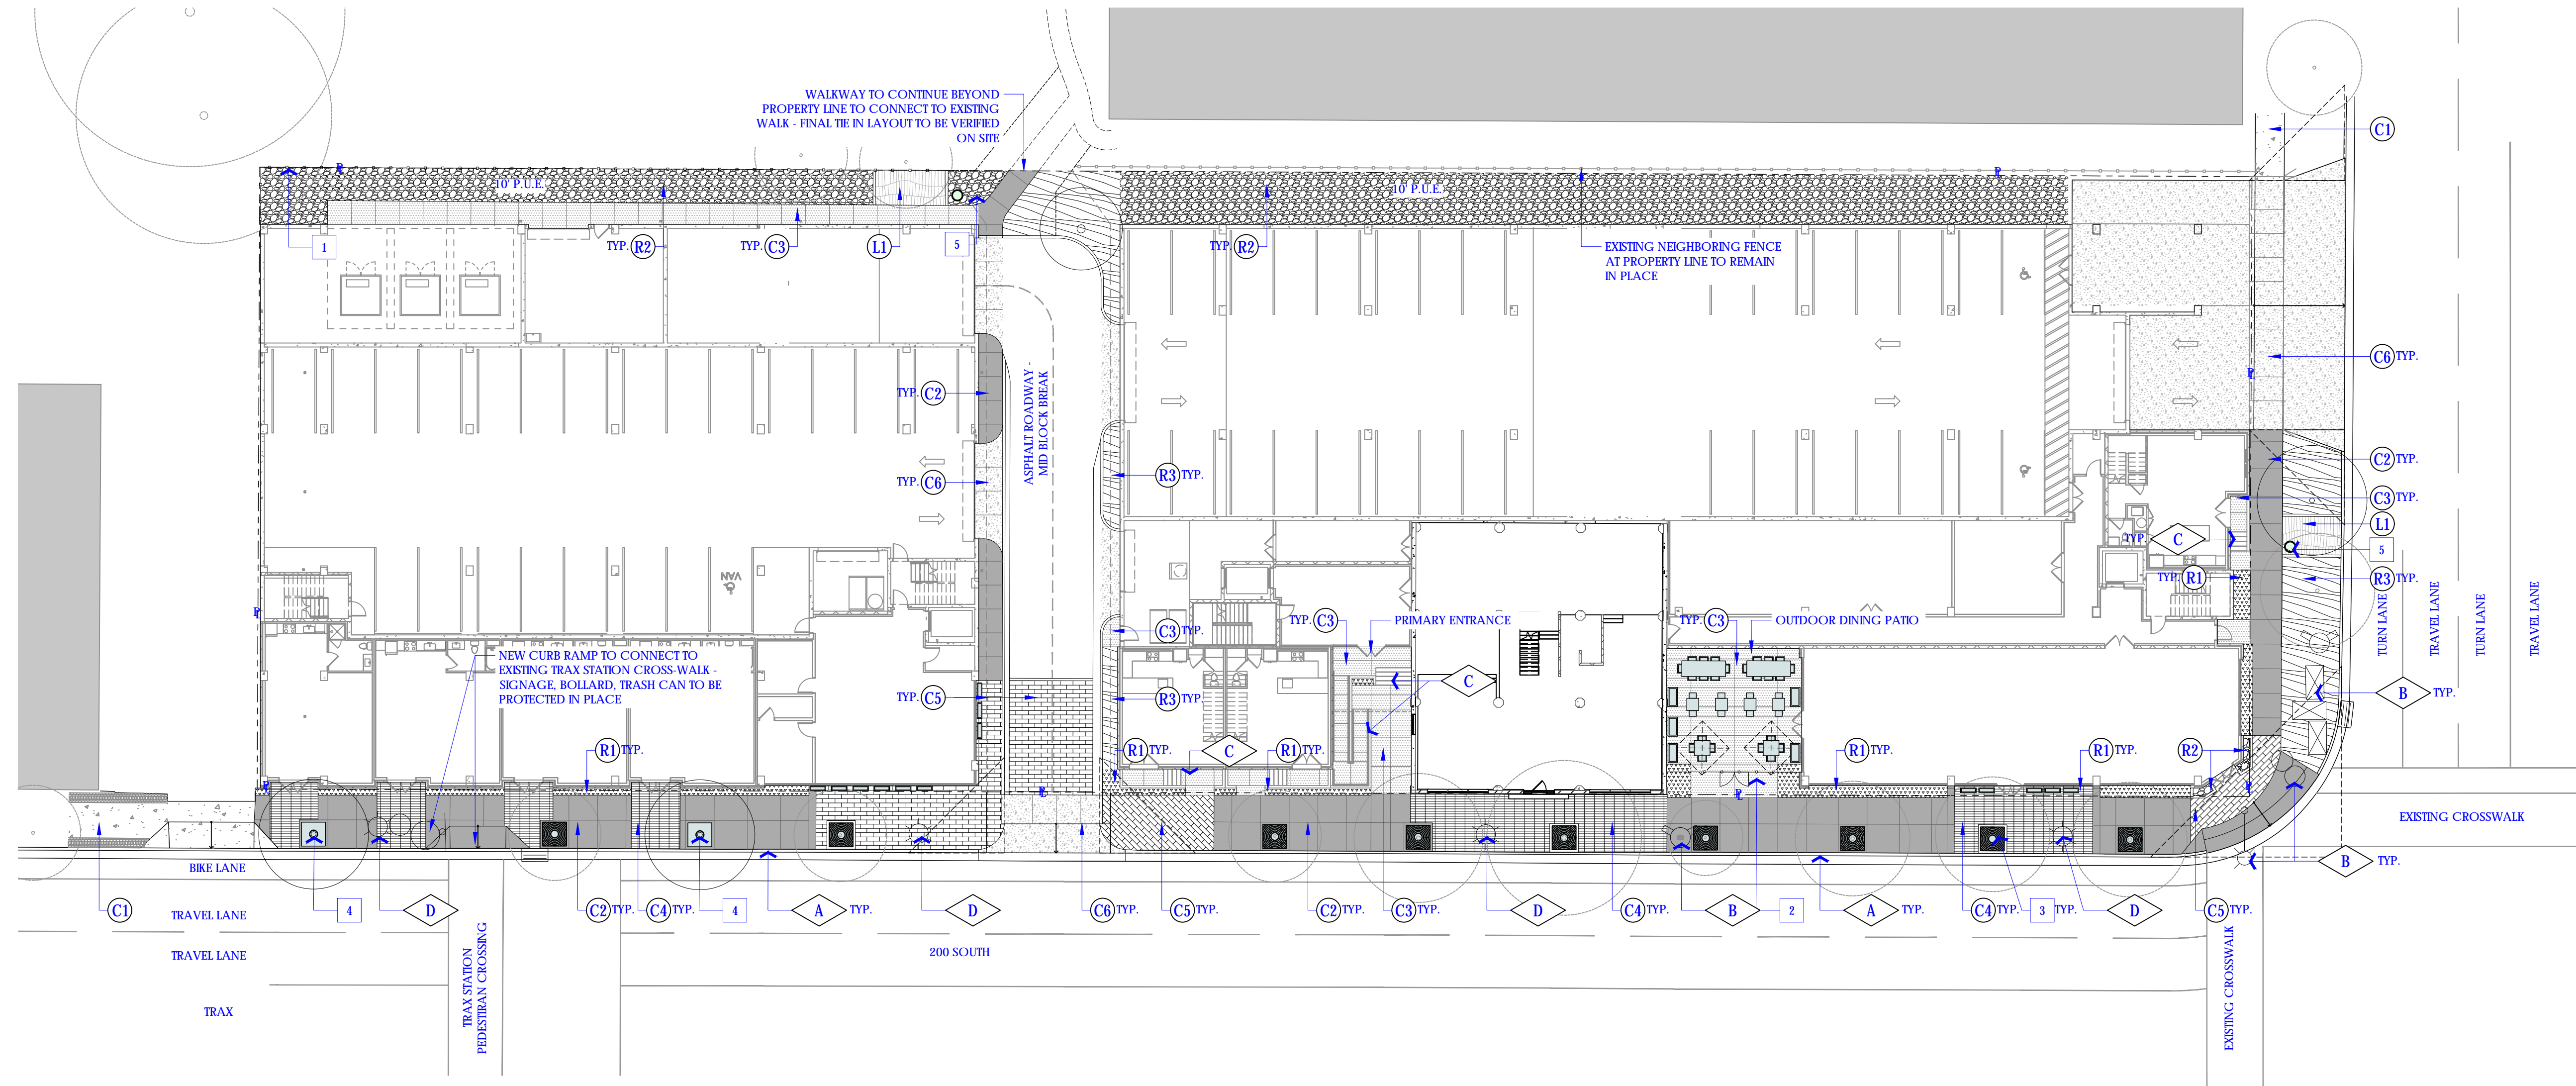 WALKWAY TO CONTINUE BEYOND
PROPERTY LINE TO CONNECT TO EXISTING
WALK - FINAL TIE IN LAYOUT TO BE VERIFIED
ON SITE
C1
10' P.U.E.
10' P.U.E.
1
TYP. R2
TYP. C3
L1
5
TYP. R2
EXISTING NEIGHBORING FENCE
AT PROPERTY LINE TO REMAIN
IN PLACE
C6 TYP.
TYP. C2
ASPHALT ROADWAY -
MID BLOCK BREAK
TYP. C6
R3 TYP.
C2 TYP.
C3 TYP.
L1
TYP. C
5
TYP. R1
R3 TYP.
VAN
C3 TYP.
TYP. C3
PRIMARY ENTRANCE
TYP. C3
OUTDOOR DINING PATIO
TURN LANE
TRAVEL LANE
TURN LANE
TRAVEL LANE
NEW CURB RAMP TO CONNECT TO
EXISTING TRAX STATION CROSS-WALK -
SIGNAGE, BOLLARD, TRASH CAN TO BE
PROTECTED IN PLACE
TYP. C5
R3 TYP.
C
B TYP.
R1 TYP.
R1 TYP.
C
R1 TYP.
R1 TYP.
R1 TYP.
R2
EXISTING CROSSWALK
BIKE LANE
B TYP.
C1
4
D
C2 TYP.
C4 TYP.
4
A TYP.
D
C6 TYP.
C5 TYP.
C2 TYP.
C3 TYP.
D
C4 TYP.
B
2
A TYP.
C4 TYP.
3 TYP.
D
C5 TYP.
TRAVEL LANE
TRAVEL LANE
200 SOUTH
TRAX STATION
PEDESTIRAN CROSSING
EXISTING CROSSWALK
TRAX